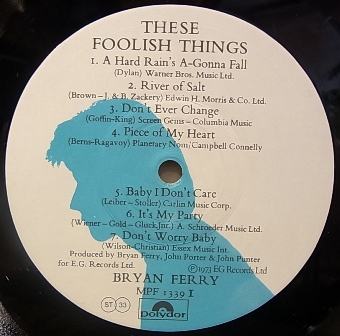 THESE
FOOLISH THINGS
1. A Hard Rain's A-Gonna Fall
(Dylan) Warner Bros. Music Ltd.
2. River of Salt
(Brown-J. & B. Zackery) Edwin H. Morris & Co. Ltd.
3. Don't Ever Change
(Goffin-King) Screen Gems-Columbia Music
4. Piece of My Heart
(Berns-Ragavoy) Planetary Nom/Campbell Connelly
5. Baby I Don't Care
(Leiber-Stoller) Carlin Music Corp.
6. It's My Party
(Wiener-Gold-Gluck Jnr.) A. Schroeder Music Ltd.
7. Don't Worry Baby
(Wilson-Christian) Essex Music Int.
Produced by Bryan Ferry, John Porter & John Punter
for E.G. Records Ltd. ℗ 1973 EG Records Ltd
BRYAN FERRY
MPF 1339 I
ST 33
polydor